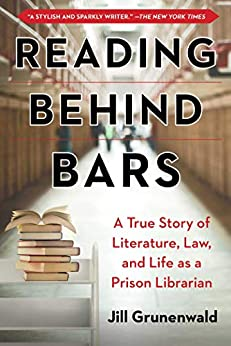 "A STYLISH AND SPARKLY WRITER." —THE NEW YORK TIMES
READING
BEHIND
BARS
A True Story of
Literature, Law,
and Life as a
Prison Librarian
Jill Grunenwald